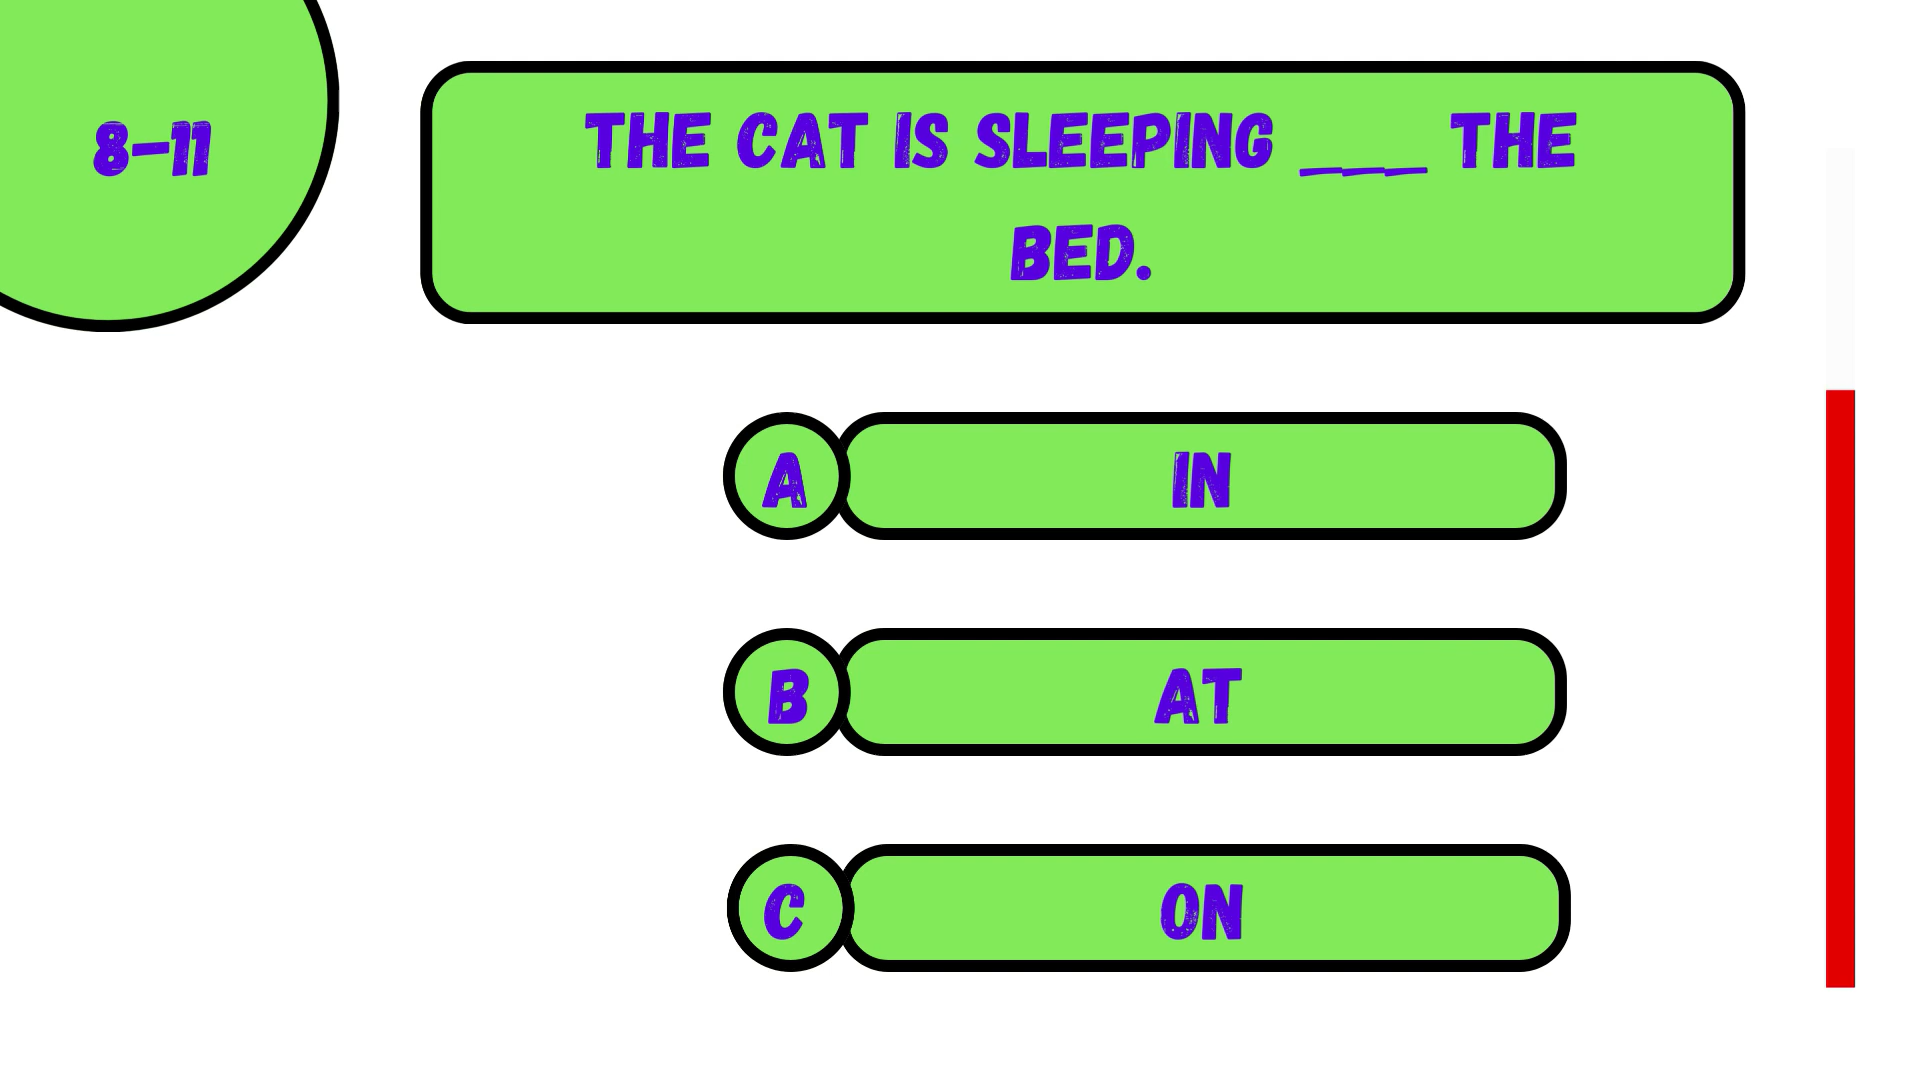 8-11
THE CAT IS SLEEPING ___ THE
BED.
A IN
B AT
C ON